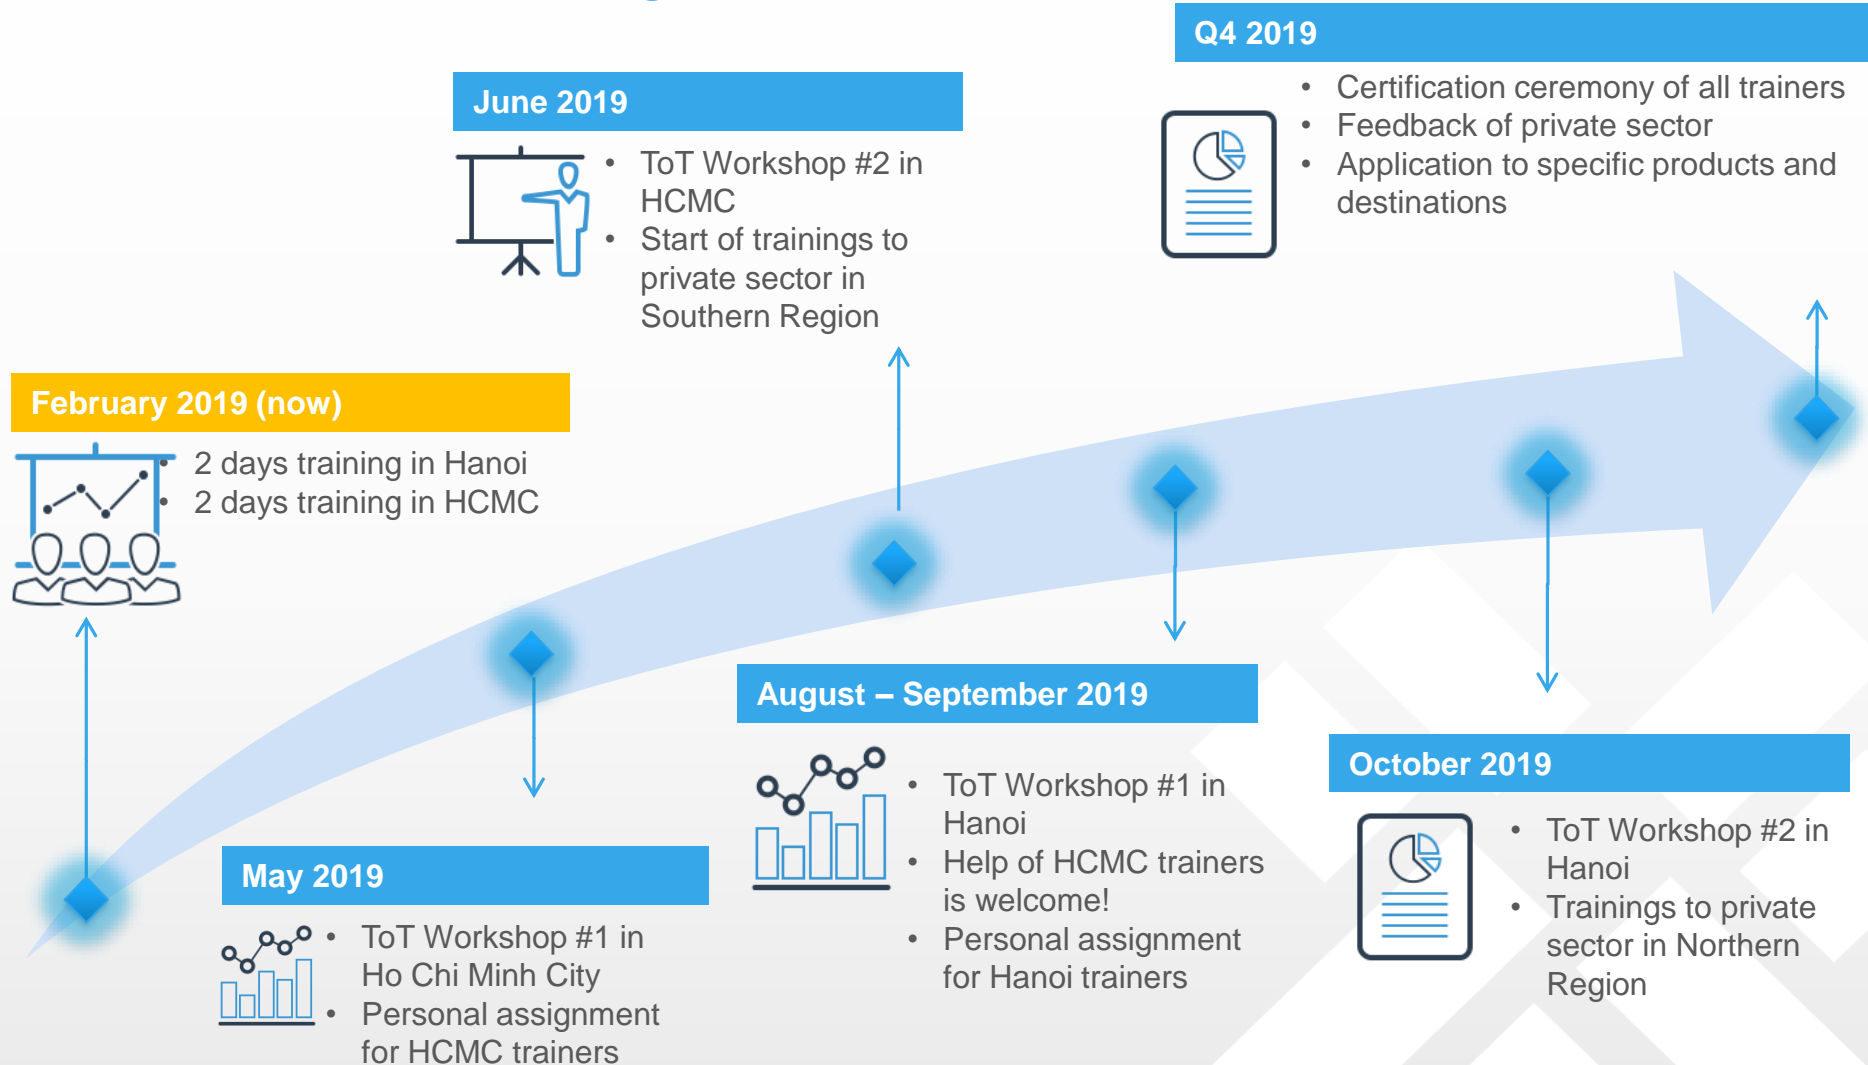 February 2019 (now)
• 2 days training in Hanoi
• 2 days training in HCMC
May 2019
• ToT Workshop #1 in
Ho Chi Minh City
• Personal assignment
for HCMC trainers
June 2019
• ToT Workshop #2 in
HCMC
• Start of trainings to
private sector in
Southern Region
August – September 2019
• ToT Workshop #1 in
Hanoi
• Help of HCMC trainers
is welcome!
• Personal assignment
for Hanoi trainers
October 2019
• ToT Workshop #2 in
Hanoi
• Trainings to private
sector in Northern
Region
Q4 2019
• Certification ceremony of all trainers
• Feedback of private sector
• Application to specific products and
destinations